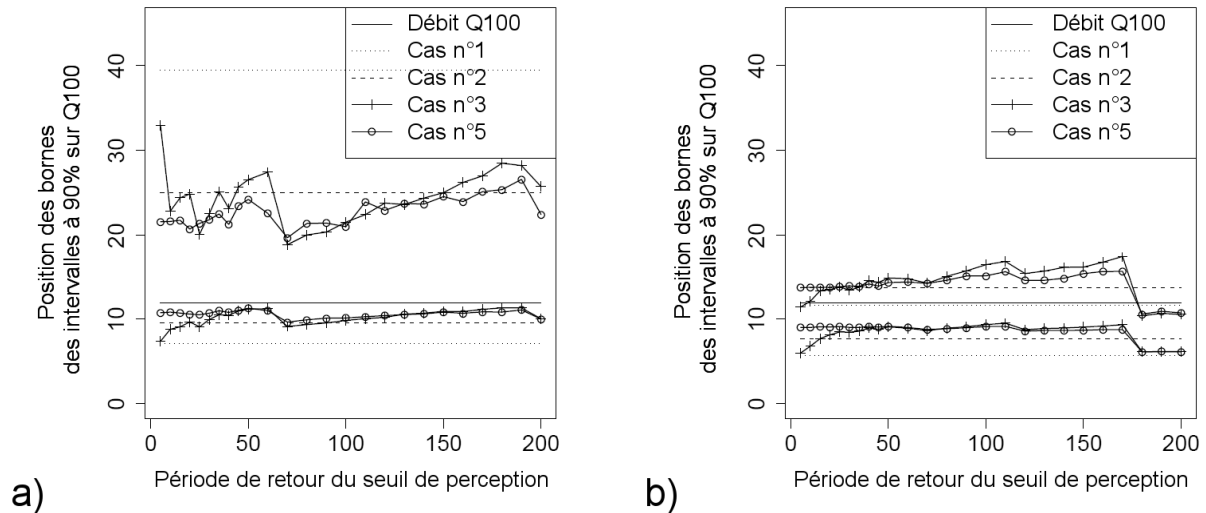 Position des bornes
des intervalles à 90% sur Q100
0 10 20 30 40
Débit Q100
Cas n°1
Cas n°2
Cas n°3
Cas n°5
0 50 100 150 200
Période de retour du seuil de perception
a)
Position des bornes
des intervalles à 90% sur Q100
0 10 20 30 40
Débit Q100
Cas n°1
Cas n°2
Cas n°3
Cas n°5
0 50 100 150 200
Période de retour du seuil de perception
b)